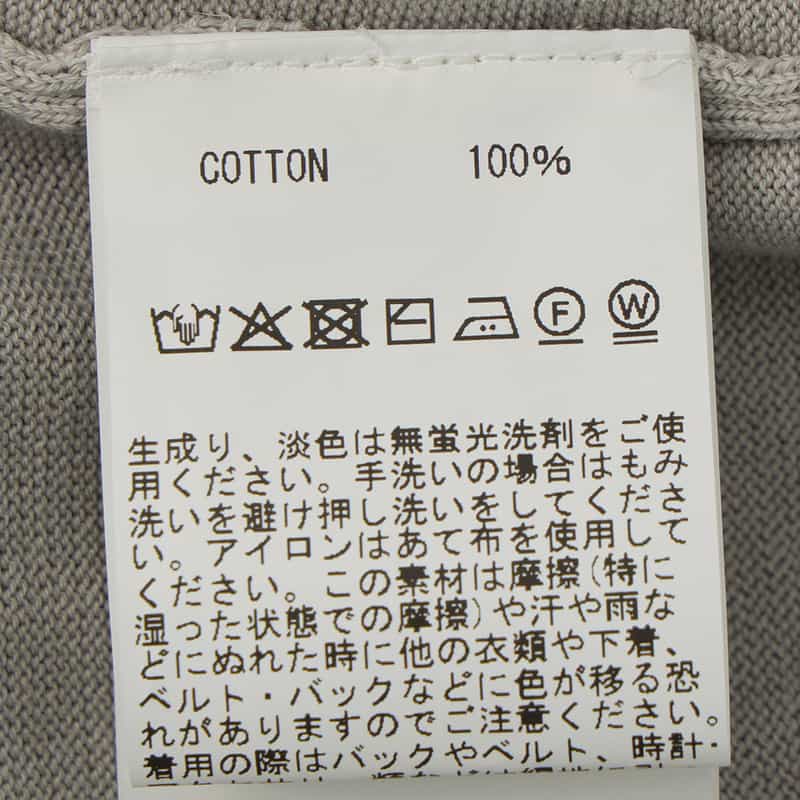 COTTON 100%
F W
生成り、淡色は無蛍光洗剤をご使
用ください。手洗いの場合はもみ
洗いを避け押し洗いをしてくださ
い。アイロンはあて布を使用して
ください。この素材は摩擦(特に
湿った状態での摩擦)や汗や雨な
どにぬれた時に他の衣類や下着、
ベルト・バックなどに色が移る恐
れがありますのでご注意ください。
着用の際はバックやベルト、時計・